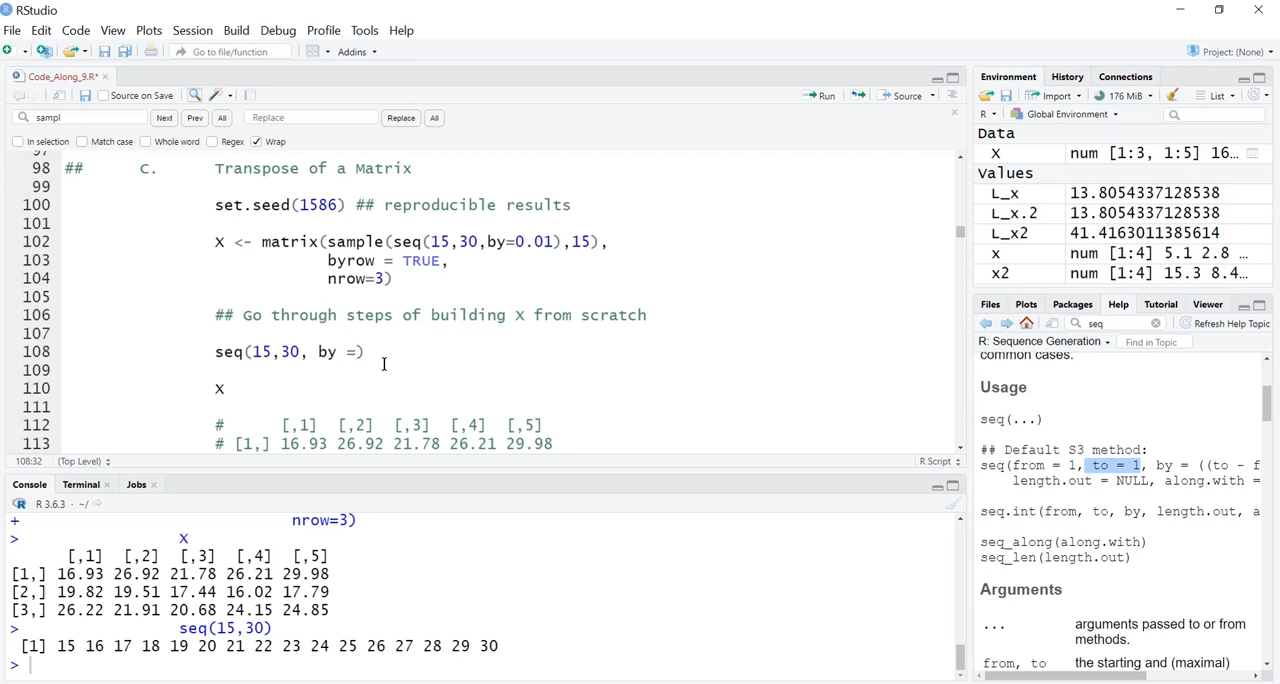 RStudio
File Edit Code View Plots Session Build Debug Profile Tools Help
Go to file/function Addins Project: (None)
Code_Along_9.R*
Source on Save Run Source
sampl Next Prev All Replace Replace All
In selection Match case Whole word Regex Wrap
97
98 ## C. Transpose of a Matrix
99
100 set.seed(1586) ## reproducible results
101
102 X <- matrix(sample(seq(15,30,by=0.01),15),
103 byrow = TRUE,
104 nrow=3)
105
106 ## Go through steps of building X from scratch
107
108 seq(15,30, by =)
109
110 X
111
112 # [,1] [,2] [,3] [,4] [,5]
113 # [1,] 16.93 26.92 21.78 26.21 29.98
108:32 (Top Level) R Script
Console Terminal Jobs
R 3.6.3 · ~/
+ nrow=3)
> X
[,1] [,2] [,3] [,4] [,5]
[1,] 16.93 26.92 21.78 26.21 29.98
[2,] 19.82 19.51 17.44 16.02 17.79
[3,] 26.22 21.91 20.68 24.15 24.85
> seq(15,30)
[1] 15 16 17 18 19 20 21 22 23 24 25 26 27 28 29 30
>
Environment History Connections
Import 176 MiB List
R Global Environment
Data
X num [1:3, 1:5] 16…
Values
L_x 13.8054337128538
L_x.2 13.8054337128538
L_x2 41.4163011385614
x num [1:4] 5.1 2.8 …
x2 num [1:4] 15.3 8.4…
Files Plots Packages Help Tutorial Viewer
seq Refresh Help Topic
R: Sequence Generation Find in Topic
common cases.
Usage
seq(...)
## Default S3 method:
seq(from = 1, to = 1, by = ((to - f
length.out = NULL, along.with =
seq.int(from, to, by, length.out, a
seq_along(along.with)
seq_len(length.out)
Arguments
... arguments passed to or from
methods.
from, to the starting and (maximal)